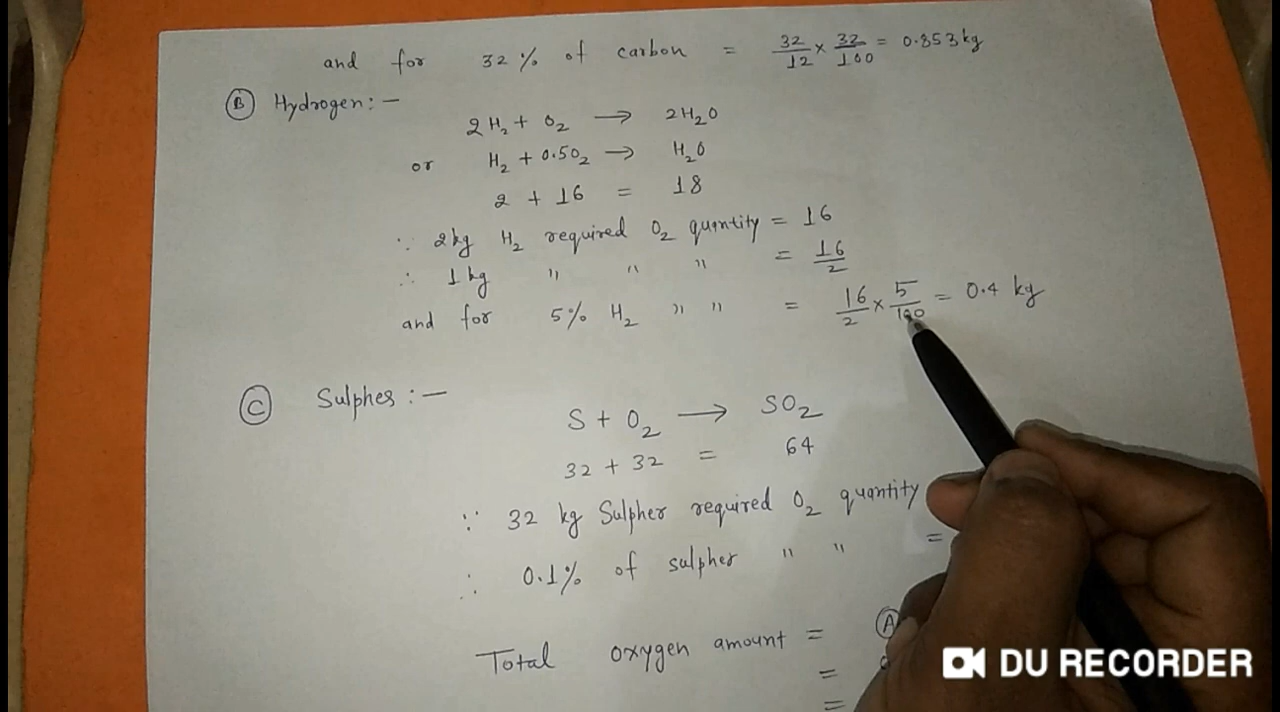 and for 32% of carbon = 32/12 × 32/100 = 0.853 kg
(B) Hydrogen:-
2H₂ + O₂ → 2H₂O
or H₂ + 0.5O₂ → H₂O
2 + 16 = 18
∵ 2kg H₂ required O₂ quantity = 16
∴ 1 kg " " " = 16/2
and for 5% H₂ " " = 16/2 × 5/100 = 0.4 kg
(C) Sulpher:-
S + O₂ → SO₂
32 + 32 = 64
∵ 32 kg Sulpher required O₂ quantity
∴ 0.1% of sulpher " " =
Total oxygen amount = (A)
=
=
DU RECORDER